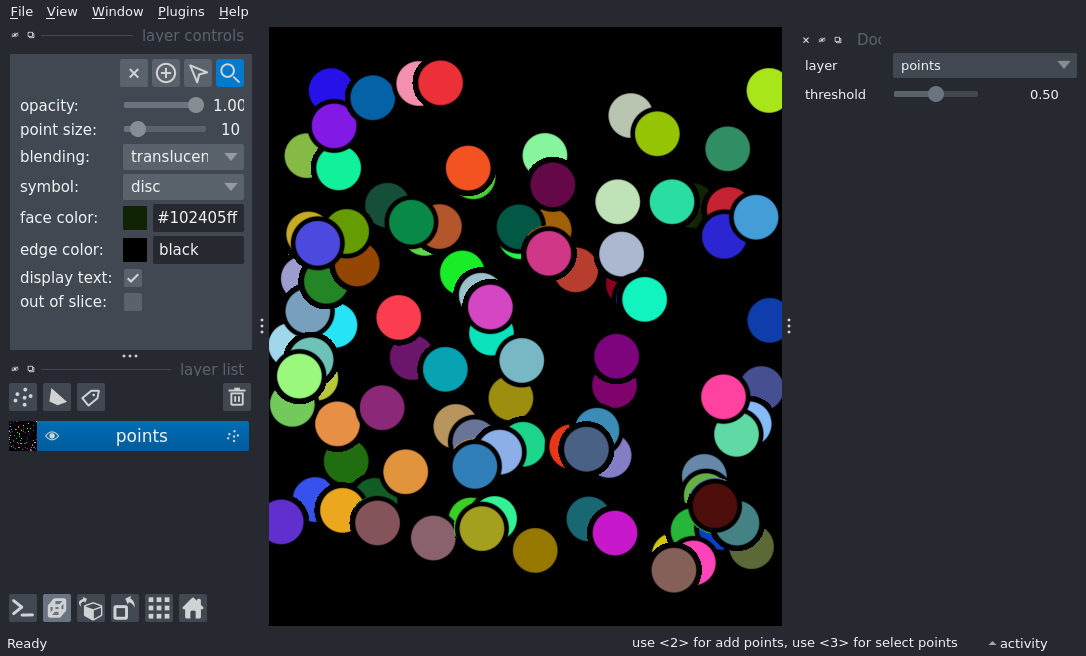 File View Window Plugins Help
layer controls
opacity: 1.00
point size: 10
blending: translucen
symbol: disc
face color: #102405ff
edge color: black
display text:
out of slice:
layer list
points
Doc
layer points
threshold 0.50
Ready
use <2> for add points, use <3> for select points
activity